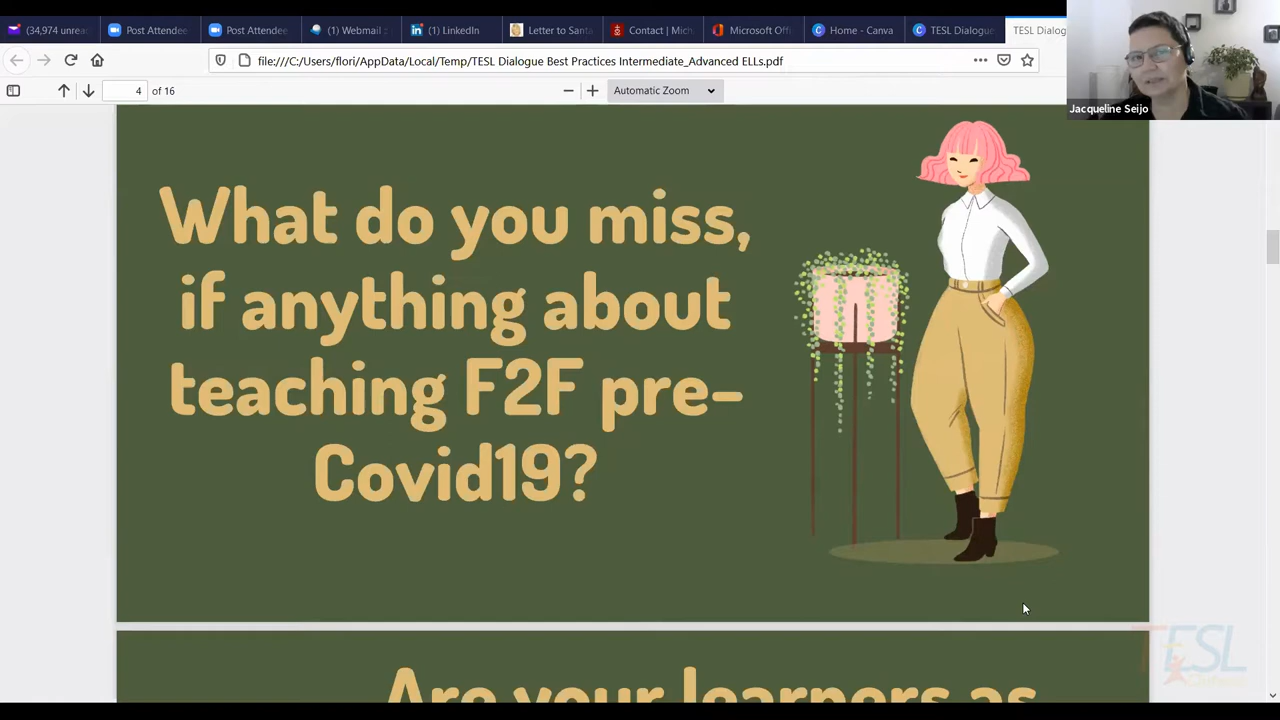 (34,974 unrea
Post Attendee
Post Attendee
(1) Webmail :
(1) LinkedIn
Letter to Santa
Contact | Mich
Microsoft Offi
Home - Canva
TESL Dialogue
TESL Dialog
file:///C:/Users/flori/AppData/Local/Temp/TESL Dialogue Best Practices Intermediate_Advanced ELLs.pdf
4 of 16
Automatic Zoom
Jacqueline Seijo
What do you miss,
if anything about
teaching F2F pre-
Covid19?
Are your learners as
TESL